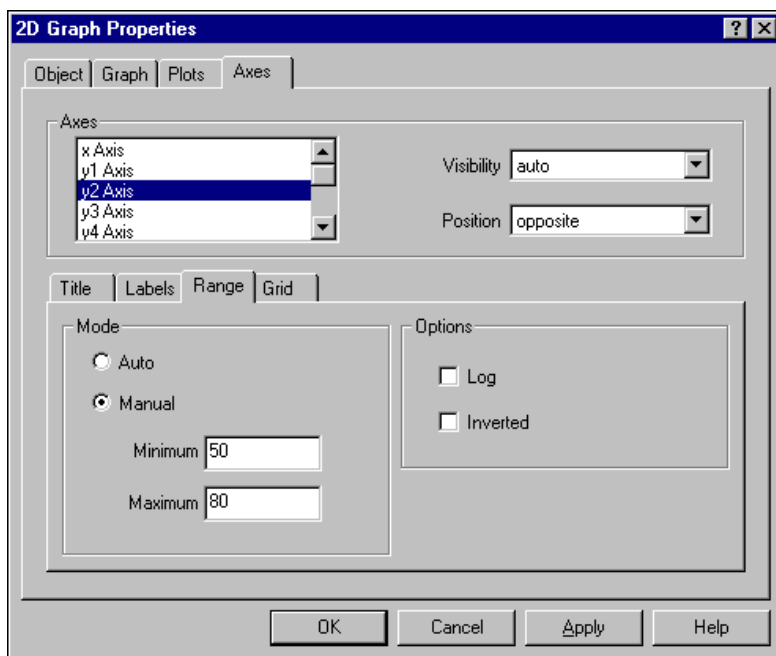 2D Graph Properties
Object Graph Plots Axes
Axes
x Axis
y1 Axis
y2 Axis
y3 Axis
y4 Axis
Visibility auto
Position opposite
Title Labels Range Grid
Mode
Auto
Manual
Minimum 50
Maximum 80
Options
Log
Inverted
OK Cancel Apply Help